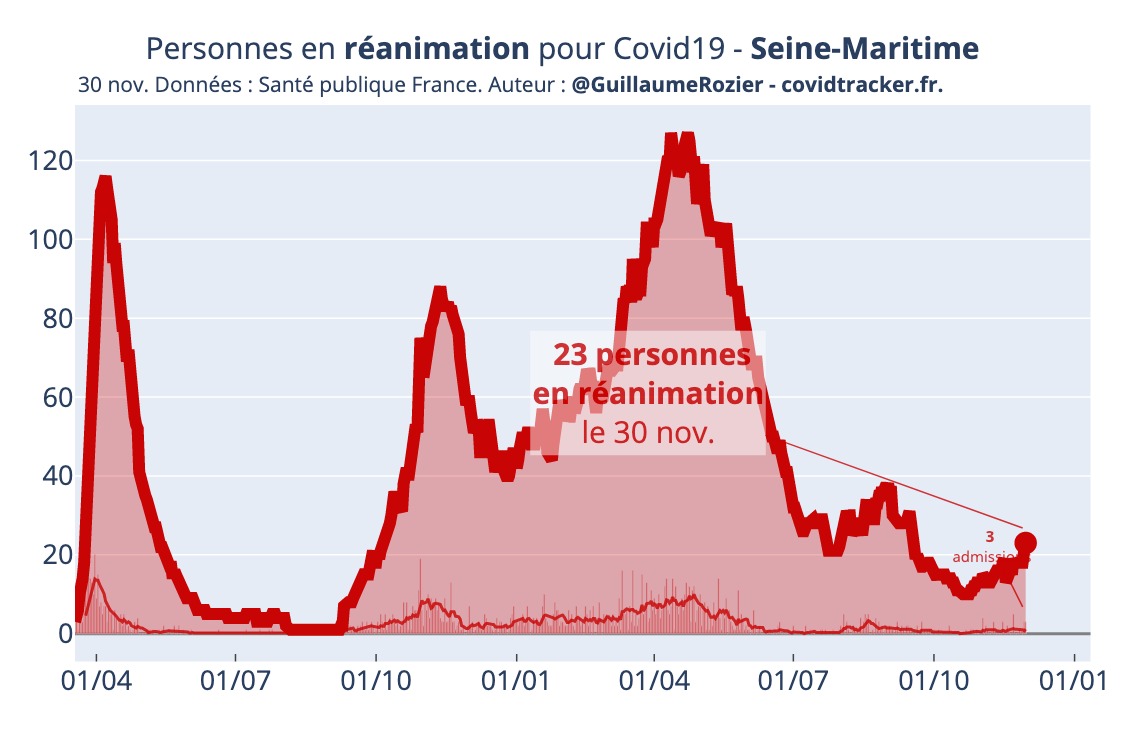 Personnes en réanimation pour Covid19 - Seine-Maritime
30 nov. Données : Santé publique France. Auteur : @GuillaumeRozier - covidtracker.fr.
120
100
80
60
40
20
0
23 personnes
en réanimation
le 30 nov.
3
admissions
01/04
01/07
01/10
01/01
01/04
01/07
01/10
01/01